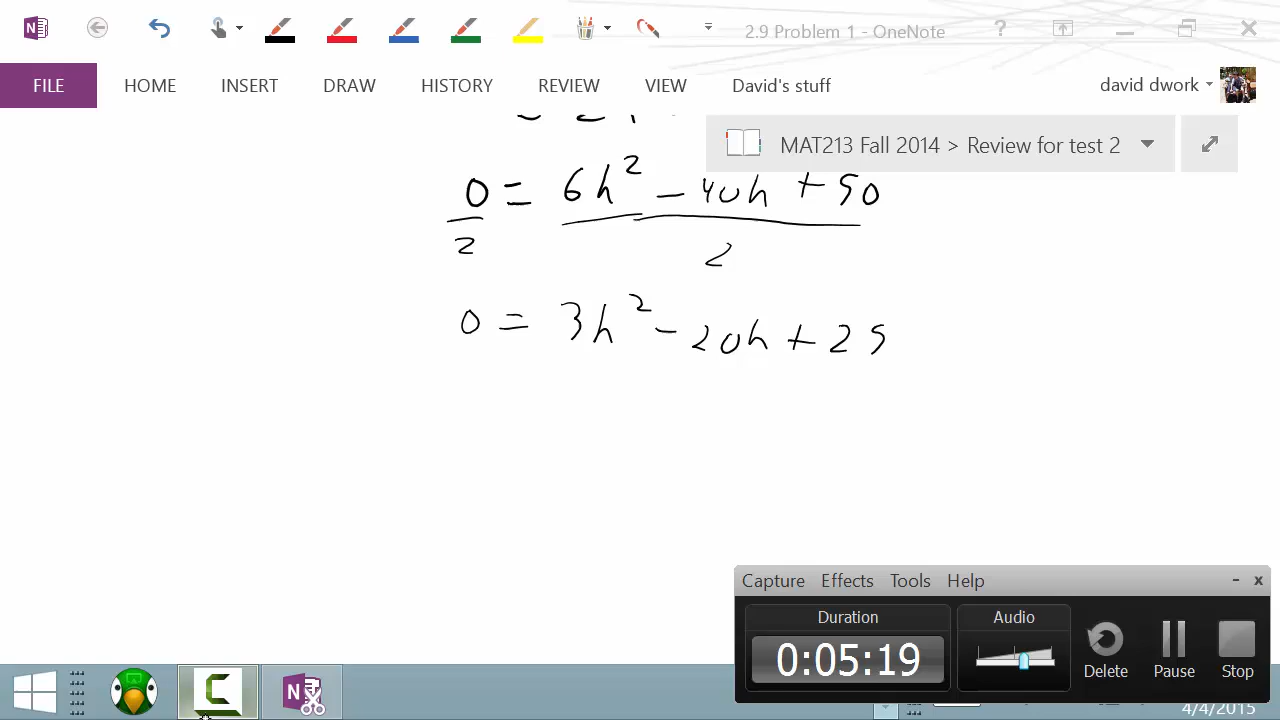 2.9 Problem 1 - OneNote
?
FILE HOME INSERT DRAW HISTORY REVIEW VIEW David's stuff
david dwork
MAT213 Fall 2014 > Review for test 2
0 = 6h² - 40h + 50
2 2
0 = 3h² - 20h + 25
Capture Effects Tools Help
- x
Duration Audio
0:05:19
Delete Pause Stop
4/4/2015